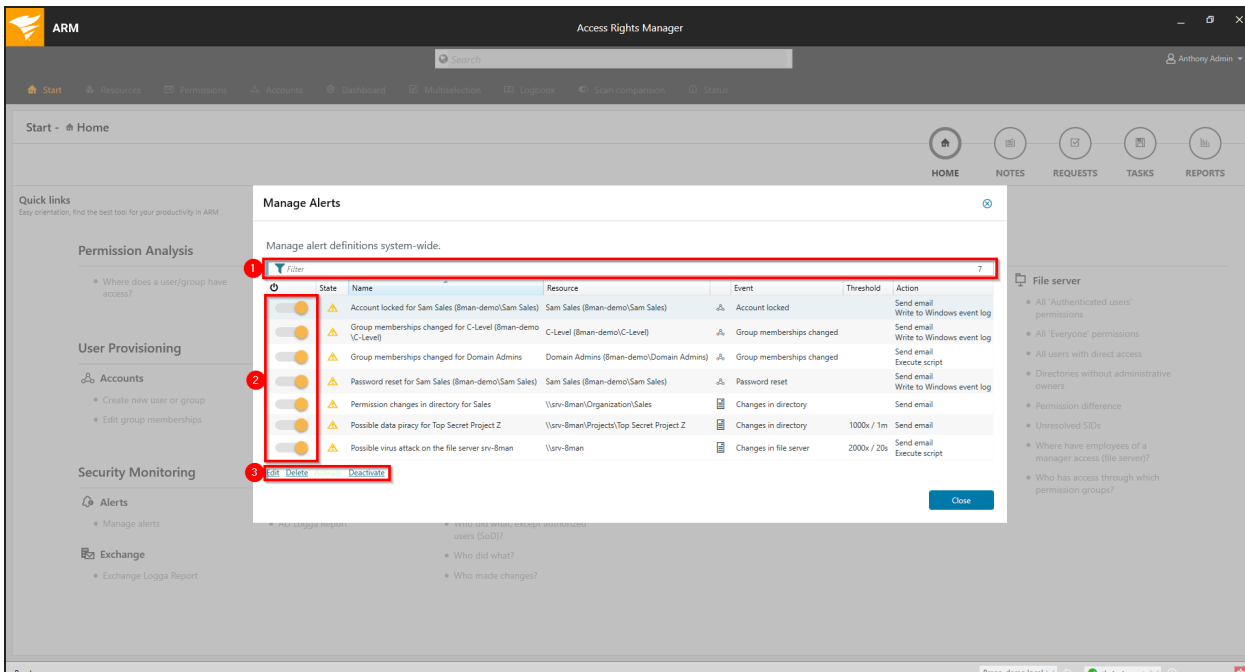 ARM
Access Rights Manager
Search
Anthony Admin
Start
Resources
Permissions
Accounts
Dashboard
Multiselection
Logbook
Scan comparison
Status
Start - Home
HOME
NOTES
REQUESTS
TASKS
REPORTS
Quick links
Easy orientation, find the best tool for your productivity in ARM
Permission Analysis
Where does a user/group have
access?
User Provisioning
Accounts
Create new user or group
Edit group memberships
Security Monitoring
Alerts
Manage alerts
Exchange
Exchange Logga Report
Manage Alerts
Manage alert definitions system-wide.
1
Filter
7
State Name Resource Event Threshold Action
2
Account locked for Sam Sales (8man-demo\Sam Sales) Sam Sales (8man-demo\Sam Sales) Account locked Send email
Write to Windows event log
Group memberships changed for C-Level (8man-demo
\C-Level) C-Level (8man-demo\C-Level) Group memberships changed Send email
Write to Windows event log
Group memberships changed for Domain Admins Domain Admins (8man-demo\Domain Admins) Group memberships changed Send email
Execute script
Password reset for Sam Sales (8man-demo\Sam Sales) Sam Sales (8man-demo\Sam Sales) Password reset Send email
Write to Windows event log
Permission changes in directory for Sales \\srv-8man\Organization\Sales Changes in directory Send email
Possible data piracy for Top Secret Project Z \\srv-8man\Projects\Top Secret Project Z Changes in directory 1000x / 1m Send email
Possible virus attack on the file server srv-8man \\srv-8man Changes in file server 2000x / 20s Send email
Execute script
3
Edit Delete Deactivate
Close
AD Logga Report
Who did what, except authorized
users (SoD)?
Who did what?
Who made changes?
File server
All 'Authenticated users'
permissions
All 'Everyone' permissions
All users with direct access
Directories without administrative
owners
Permission difference
Unresolved SIDs
Where have employees of a
manager access (file server)?
Who has access through which
permission groups?